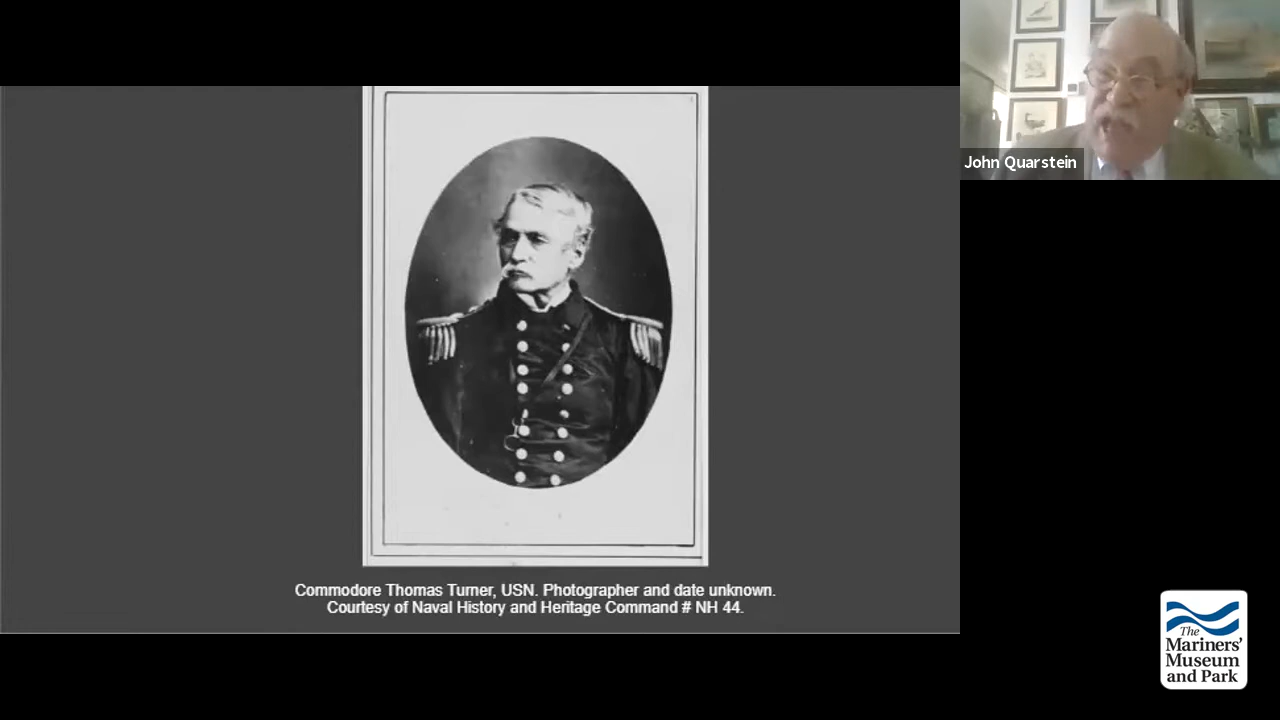 John Quarstein
Commodore Thomas Turner, USN. Photographer and date unknown.
Courtesy of Naval History and Heritage Command # NH 44.
The
Mariners'
Museum
and Park